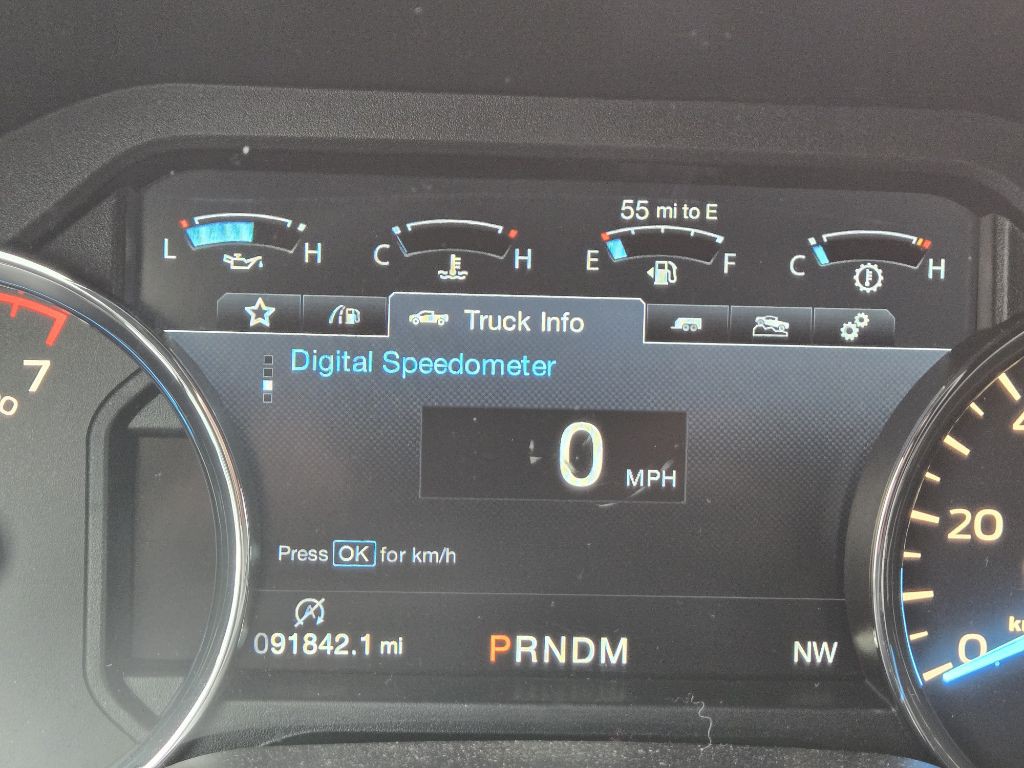 55 mi to E
L H C H E F C H
Truck Info
Digital Speedometer
7
0 MPH
20
Press OK for km/h
0
091842.1 mi PRNDM NW